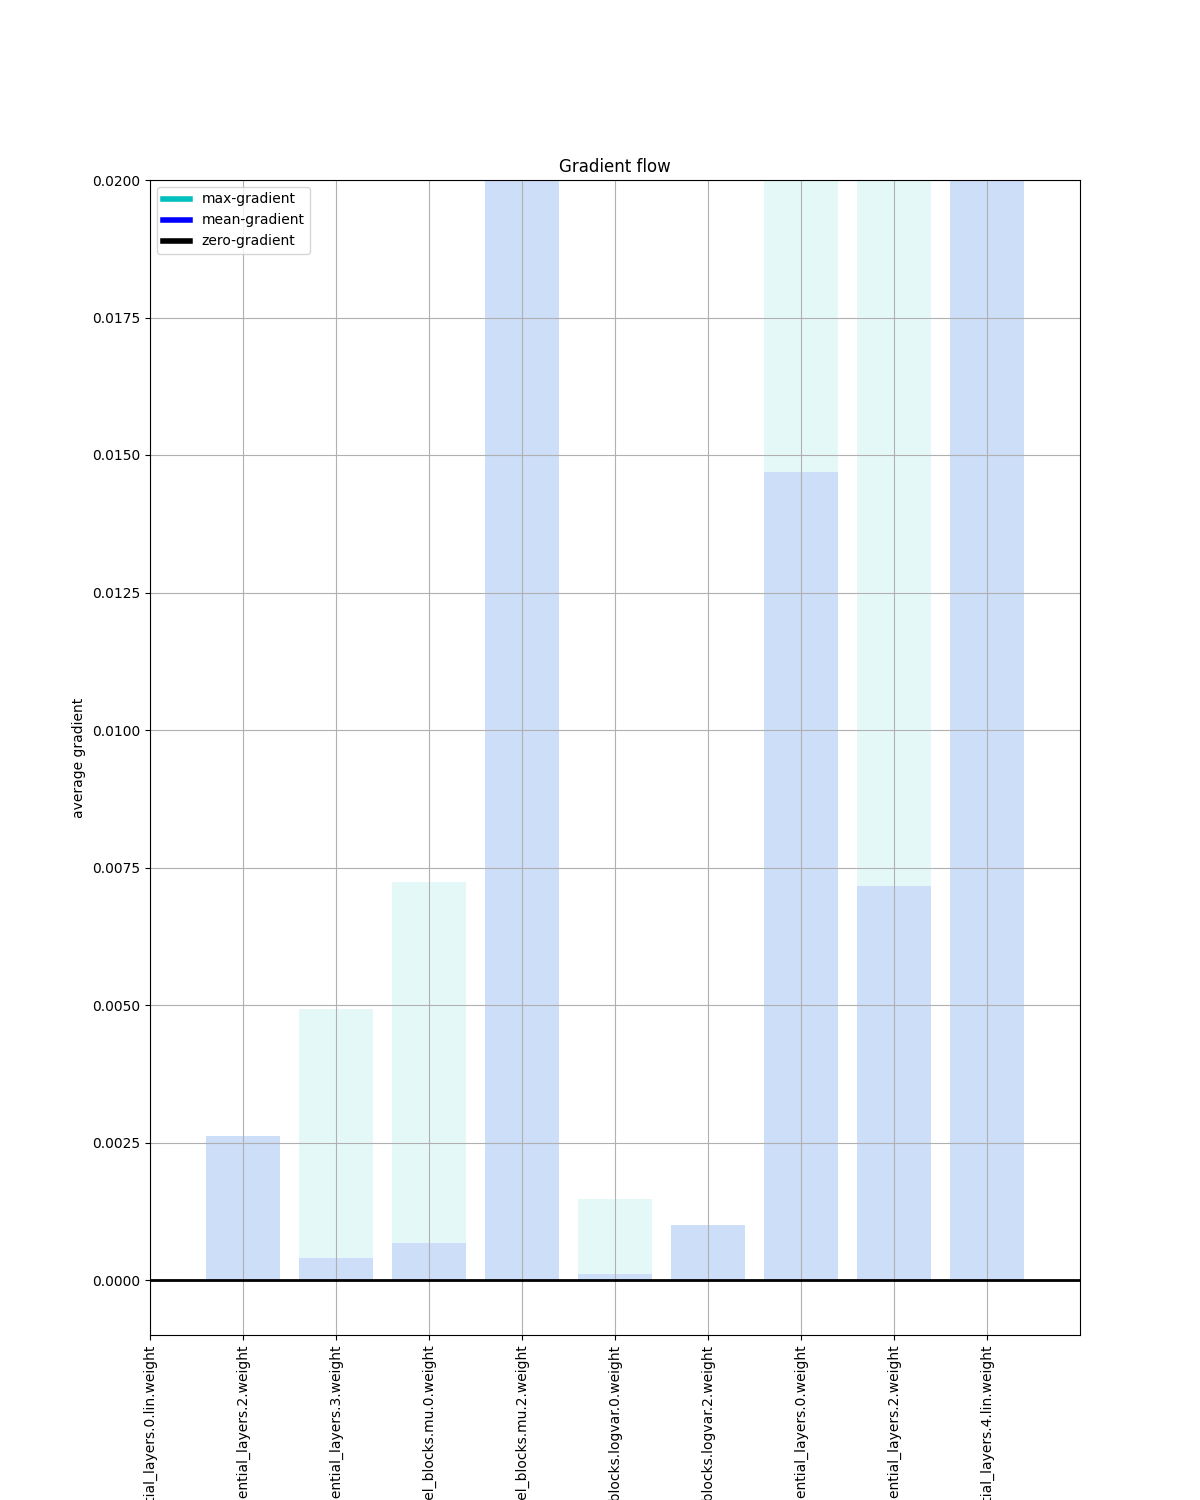 Gradient flow
max-gradient
mean-gradient
zero-gradient
0.0200
0.0175
0.0150
0.0125
0.0100
0.0075
0.0050
0.0025
0.0000
average gradient
tial_layers.0.lin.weight
ential_layers.2.weight
ential_layers.3.weight
el_blocks.mu.0.weight
el_blocks.mu.2.weight
blocks.logvar.0.weight
blocks.logvar.2.weight
ential_layers.0.weight
ential_layers.2.weight
tial_layers.4.lin.weight